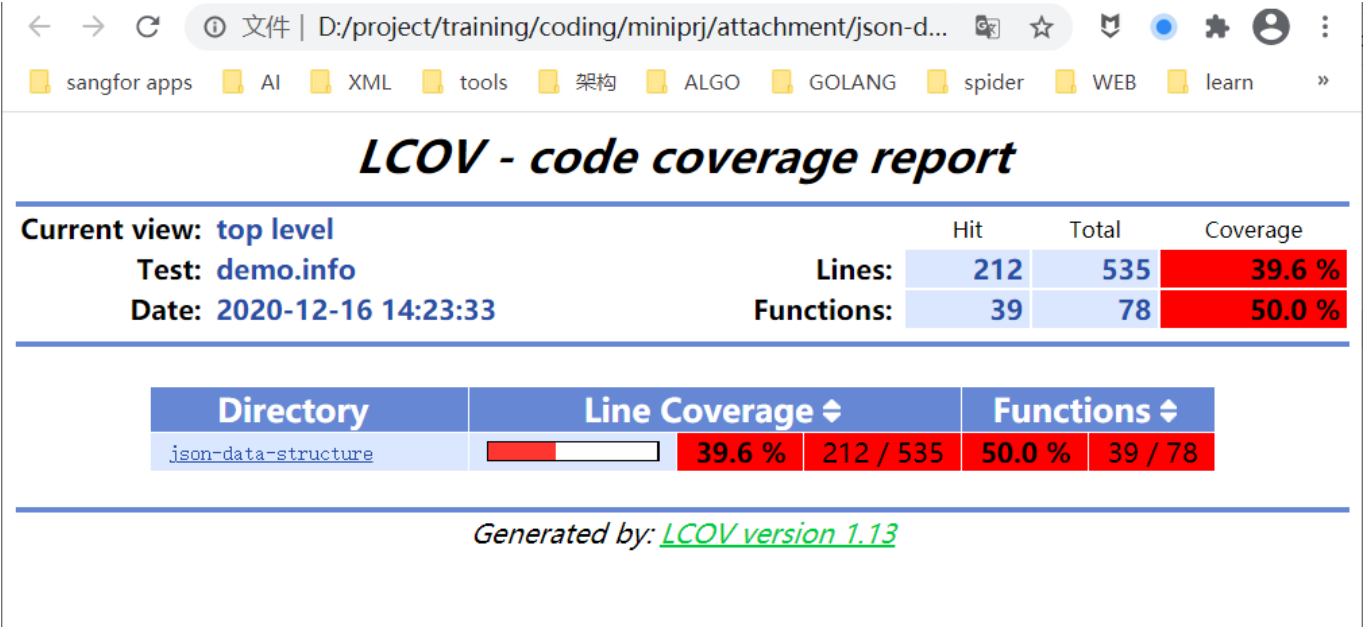 文件 | D:/project/training/coding/miniprj/attachment/json-d...
sangfor apps AI XML tools 架构 ALGO GOLANG spider WEB learn »
LCOV - code coverage report
Current view: top level Hit Total Coverage
Test: demo.info Lines: 212 535 39.6 %
Date: 2020-12-16 14:23:33 Functions: 39 78 50.0 %
Directory Line Coverage Functions
json-data-structure 39.6 % 212 / 535 50.0 % 39 / 78
Generated by: LCOV version 1.13